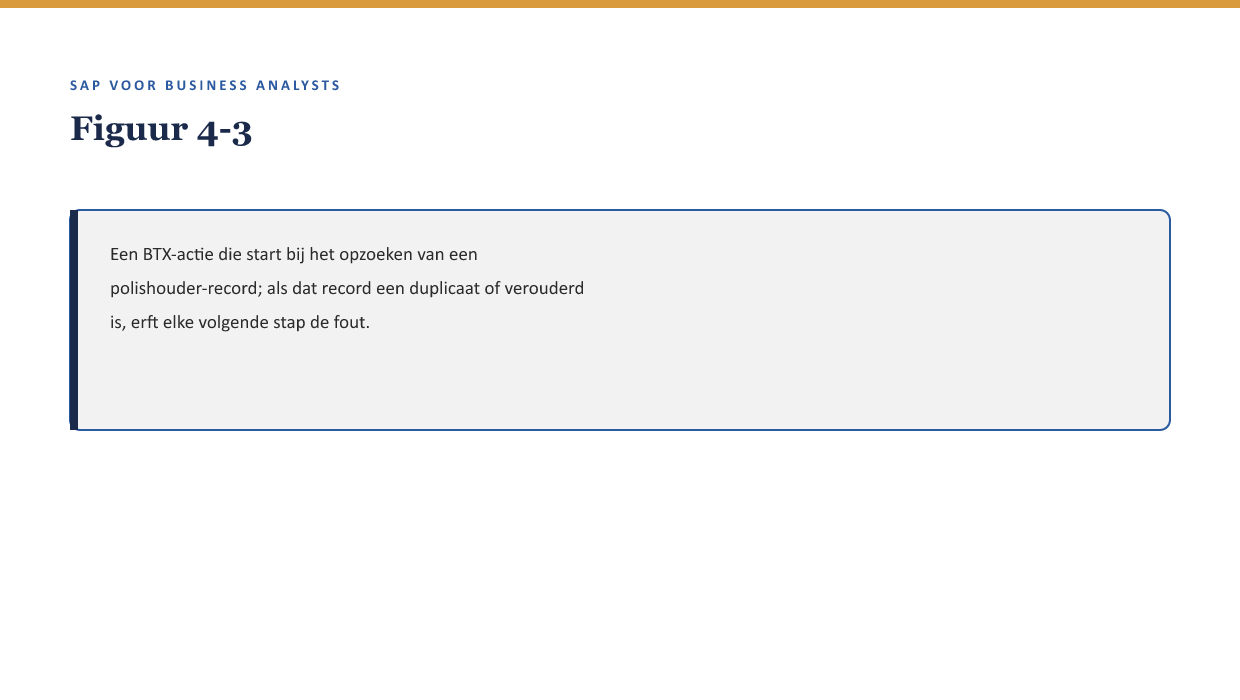 SAP VOOR BUSINESS ANALYSTS
Figuur 4-3
Een BTX-actie die start bij het opzoeken van een
polishouder-record; als dat record een duplicaat of verouderd
is, erft elke volgende stap de fout.